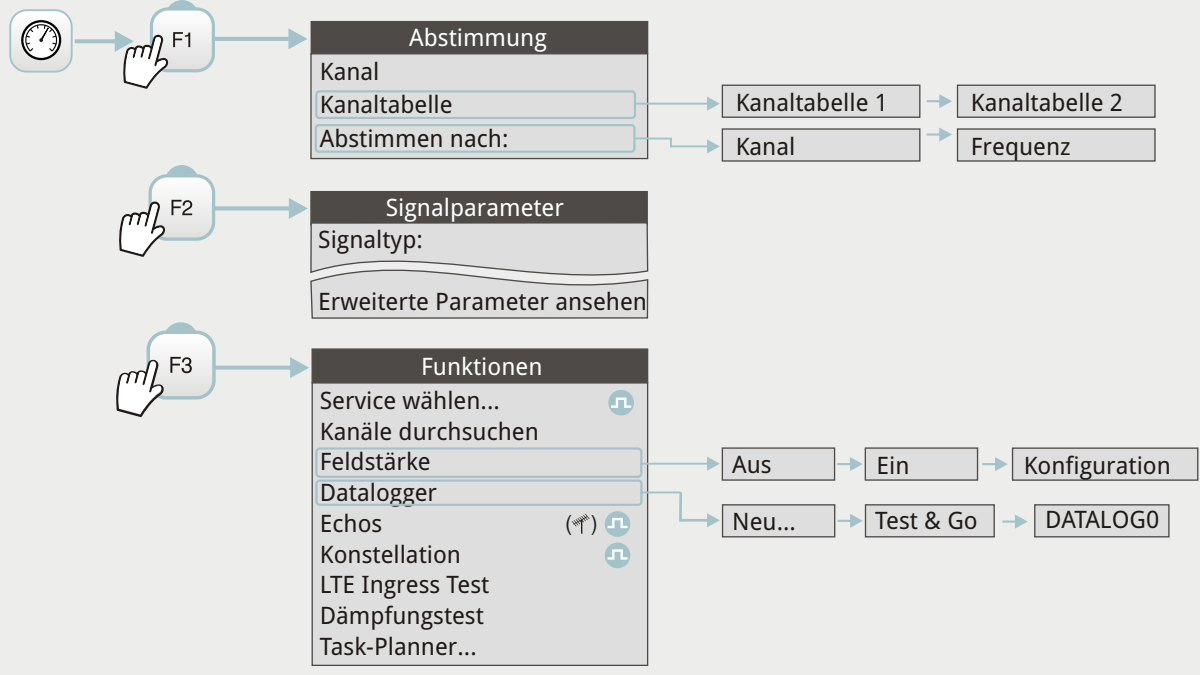 F1
Abstimmung
Kanal
Kanaltabelle
Kanaltabelle 1
Kanaltabelle 2
Abstimmen nach:
Kanal
Frequenz
F2
Signalparameter
Signaltyp:
Erweiterte Parameter ansehen
F3
Funktionen
Service wählen...
Kanäle durchsuchen
Feldstärke
Aus
Ein
Konfiguration
Datalogger
Neu...
Test & Go
DATALOG0
Echos
Konstellation
LTE Ingress Test
Dämpfungstest
Task-Planner...